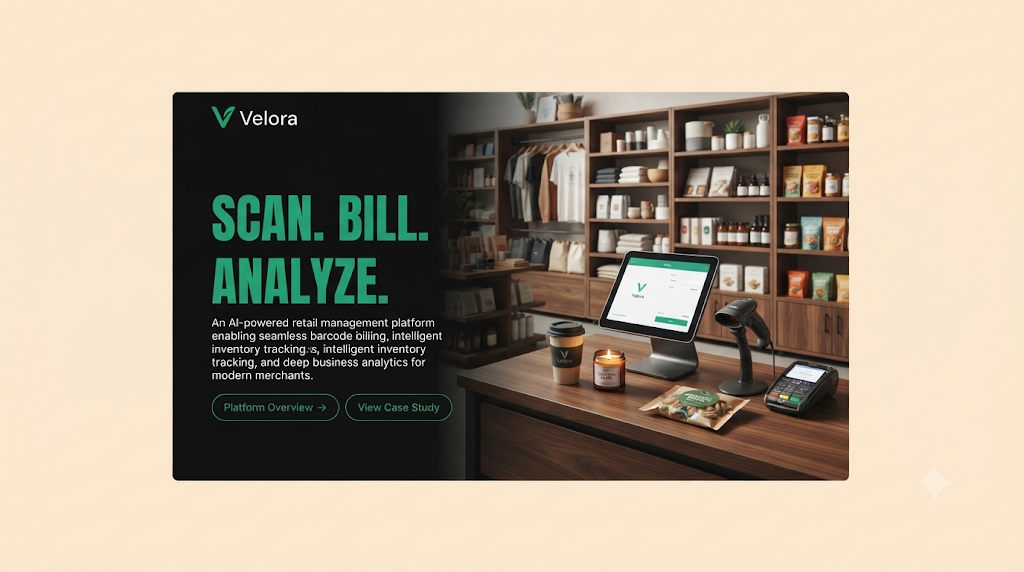 Velora
SCAN. BILL.
ANALYZE.
An AI-powered retail management platform
enabling seamless barcode billing, intelligent
inventory tracking.s, intelligent inventory
tracking, and deep business analytics for
modern merchants.
Platform Overview →
View Case Study
Velora
Velora